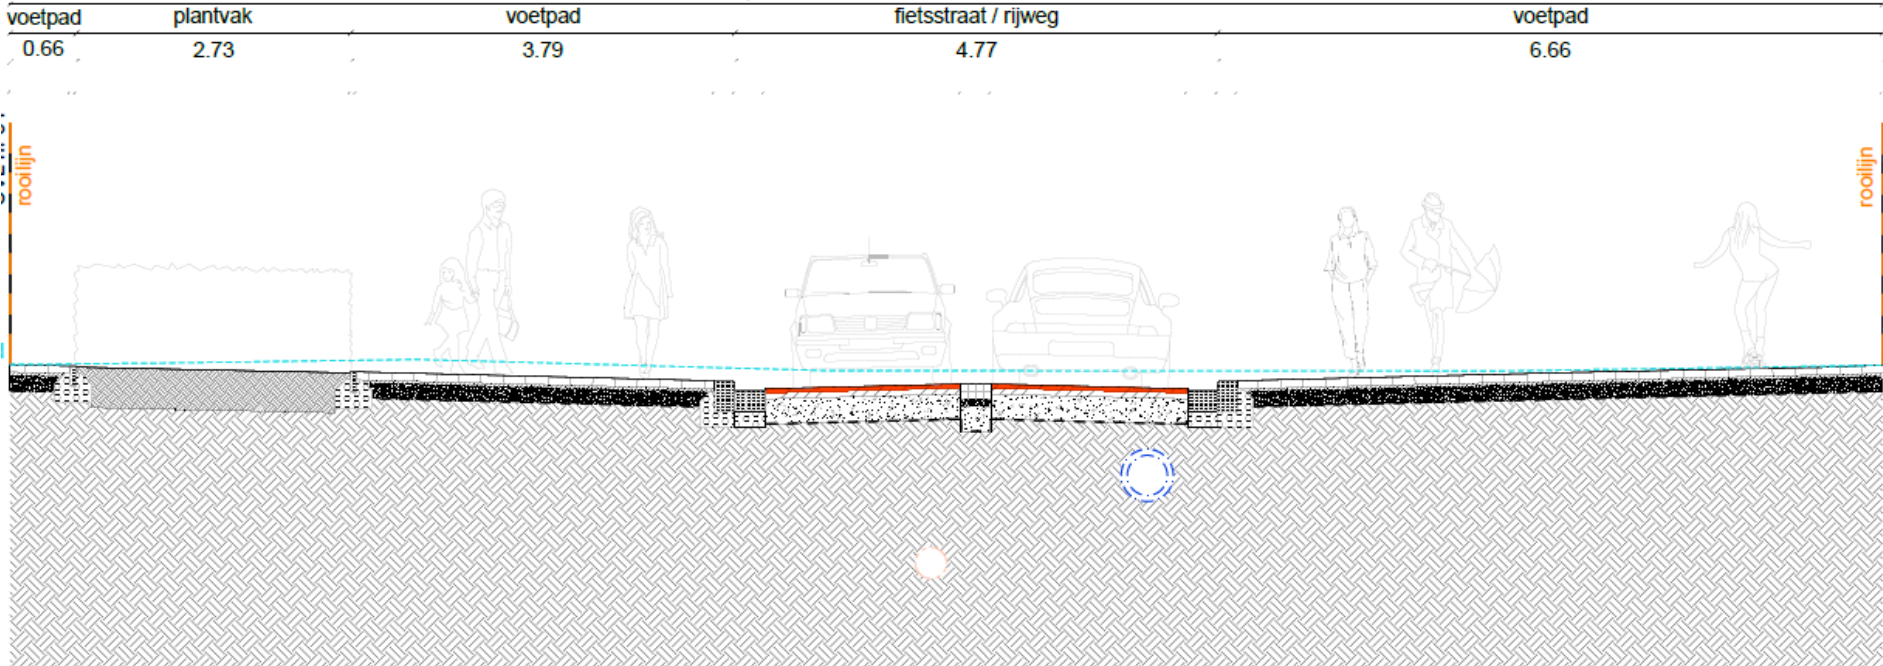 voetpad plantvak voetpad fietsstraat / rijweg voetpad
0.66 2.73 3.79 4.77 6.66
rooilijn
rooilijn